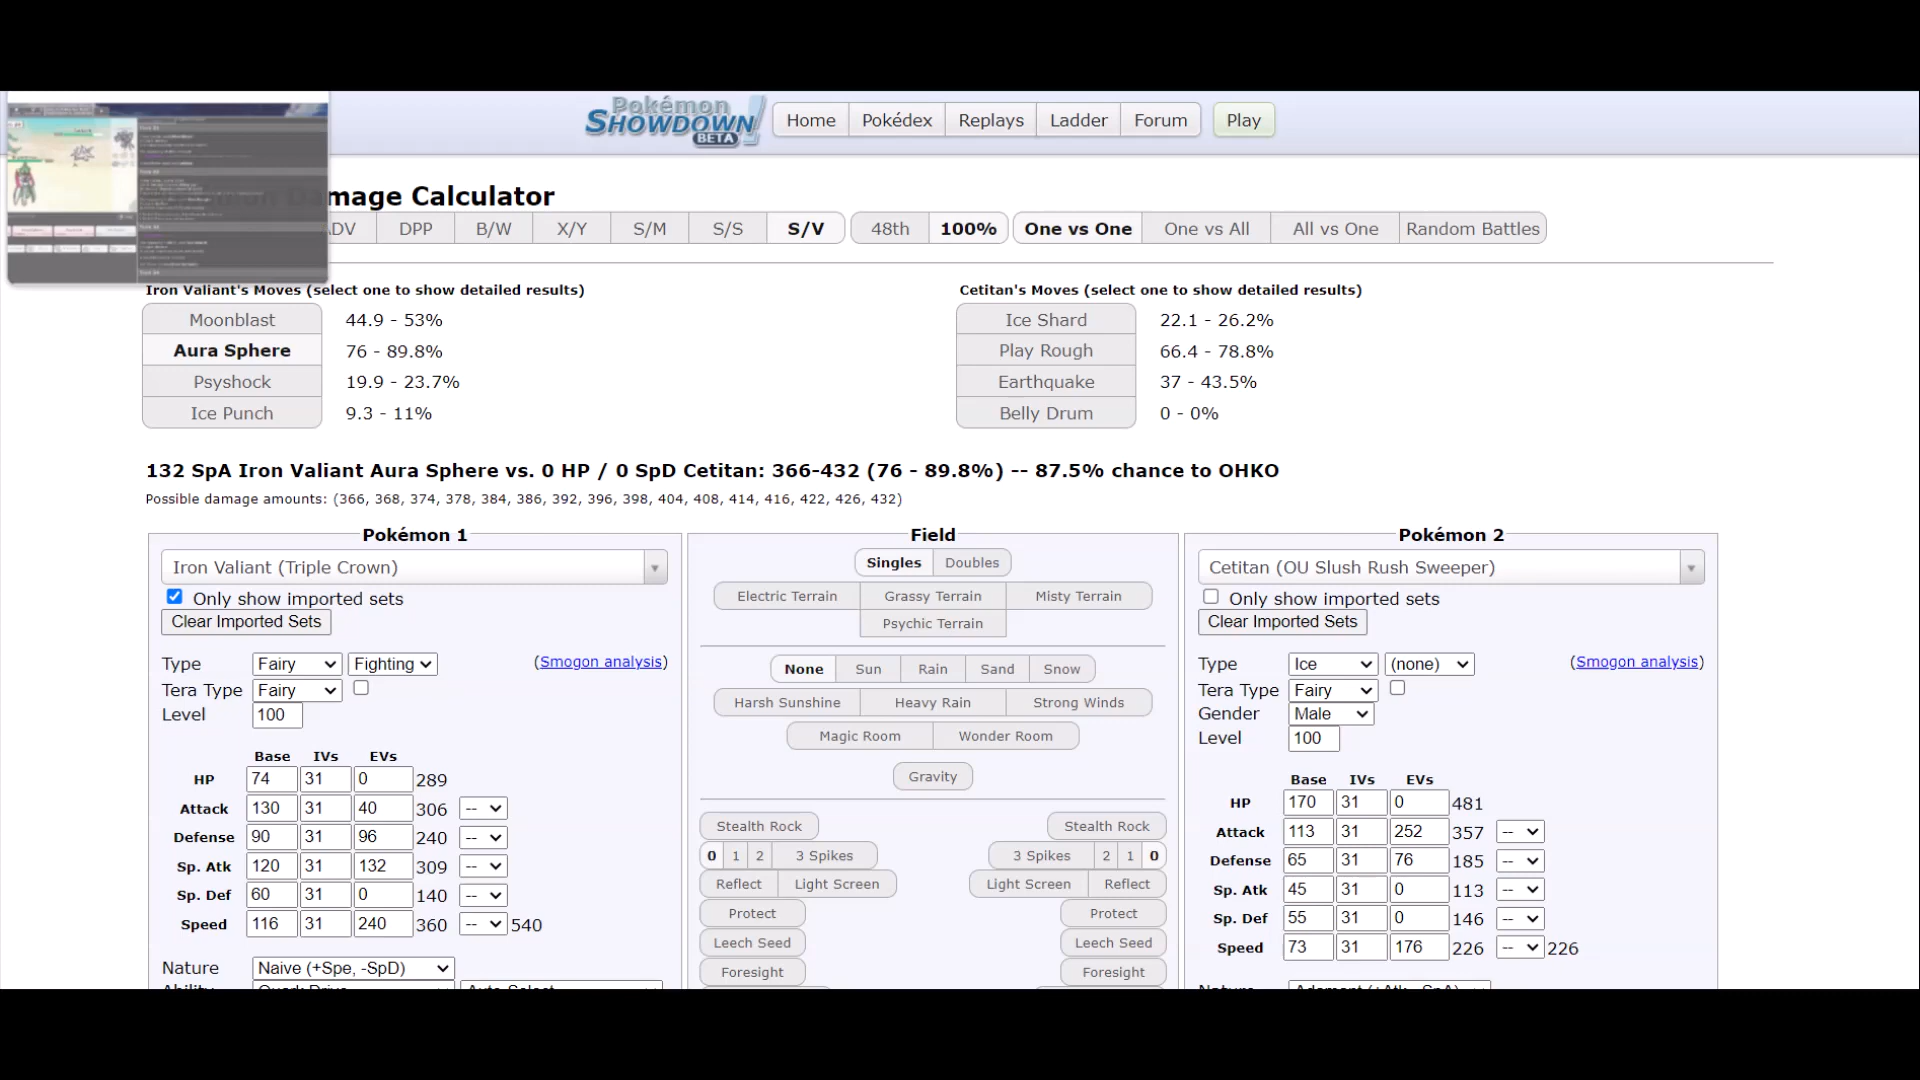 Pokémon
SHOWDOWN!
BETA
Home Pokédex Replays Ladder Forum Play
mage Calculator
DV DPP B/W X/Y S/M S/S S/V 48th 100% One vs One One vs All All vs One Random Battles
Iron Valiant's Moves (select one to show detailed results)
Moonblast 44.9 - 53%
Aura Sphere 76 - 89.8%
Psyshock 19.9 - 23.7%
Ice Punch 9.3 - 11%
Cetitan's Moves (select one to show detailed results)
Ice Shard 22.1 - 26.2%
Play Rough 66.4 - 78.8%
Earthquake 37 - 43.5%
Belly Drum 0 - 0%
132 SpA Iron Valiant Aura Sphere vs. 0 HP / 0 SpD Cetitan: 366-432 (76 - 89.8%) -- 87.5% chance to OHKO
Possible damage amounts: (366, 368, 374, 378, 384, 386, 392, 396, 398, 404, 408, 414, 416, 422, 426, 432)
Pokémon 1
Iron Valiant (Triple Crown)
Only show imported sets
Clear Imported Sets
Type Fairy Fighting (Smogon analysis)
Tera Type Fairy
Level 100
Base IVs EVs
HP 74 31 0 289
Attack 130 31 40 306 --
Defense 90 31 96 240 --
Sp. Atk 120 31 132 309 --
Sp. Def 60 31 0 140 --
Speed 116 31 240 360 -- 540
Nature Naive (+Spe, -SpD)
Ability Quark Drive Auto Select
Field
Singles Doubles
Electric Terrain Grassy Terrain Misty Terrain
Psychic Terrain
None Sun Rain Sand Snow
Harsh Sunshine Heavy Rain Strong Winds
Magic Room Wonder Room
Gravity
Stealth Rock Stealth Rock
0 1 2 3 Spikes 3 Spikes 2 1 0
Reflect Light Screen Light Screen Reflect
Protect Protect
Leech Seed Leech Seed
Foresight Foresight
Pokémon 2
Cetitan (OU Slush Rush Sweeper)
Only show imported sets
Clear Imported Sets
Type Ice (none) (Smogon analysis)
Tera Type Fairy
Gender Male
Level 100
Base IVs EVs
HP 170 31 0 481
Attack 113 31 252 357 --
Defense 65 31 76 185 --
Sp. Atk 45 31 0 113 --
Sp. Def 55 31 0 146 --
Speed 73 31 176 226 -- 226
Nature Adamant (+Atk, -SpA)